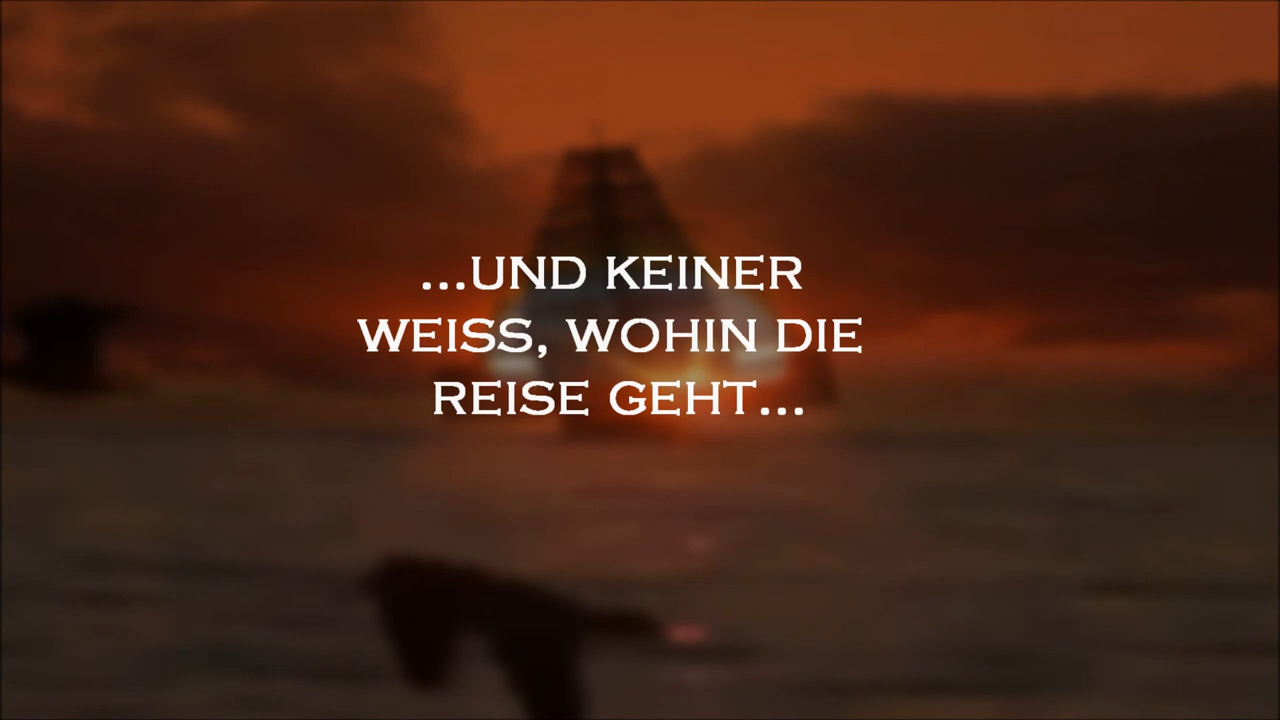 ...UND KEINER
WEISS, WOHIN DIE
REISE GEHT...